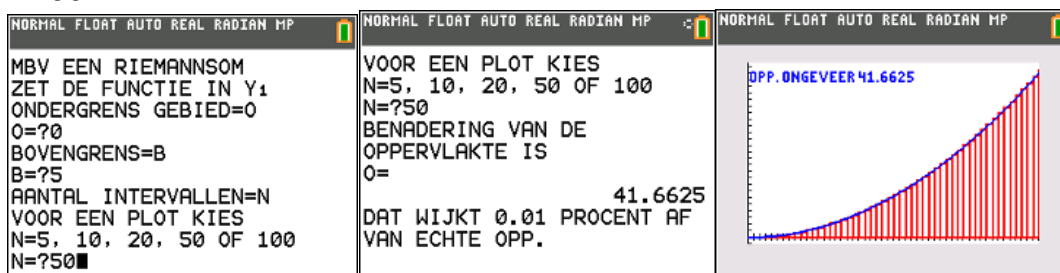 NORMAL FLOAT AUTO REAL RADIAN MP
MBV EEN RIEMANNSOM
ZET DE FUNCTIE IN Y₁
ONDERGRENS GEBIED=O
O=?0
BOVENGRENS=B
B=?5
AANTAL INTERVALLEN=N
VOOR EEN PLOT KIES
N=5, 10, 20, 50 OF 100
N=?50
NORMAL FLOAT AUTO REAL RADIAN MP
VOOR EEN PLOT KIES
N=5, 10, 20, 50 OF 100
N=?50
BENADERING VAN DE
OPPERVLAKTE IS
O=
41.6625
DAT WIJKT 0.01 PROCENT AF
VAN ECHTE OPP.
NORMAL FLOAT AUTO REAL RADIAN MP
OPP. ONGEVEER 41.6625